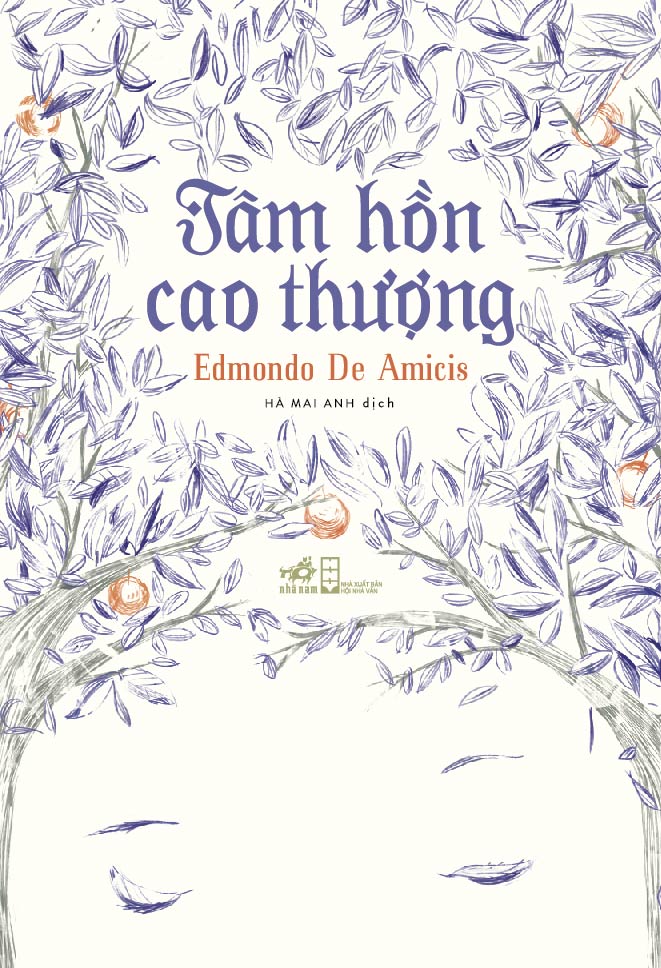 Tâm hồn
cao thượng
Edmondo De Amicis
HÀ MAI ANH dịch
nhã nam
NHÀ XUẤT BẢN
HỘI NHÀ VĂN